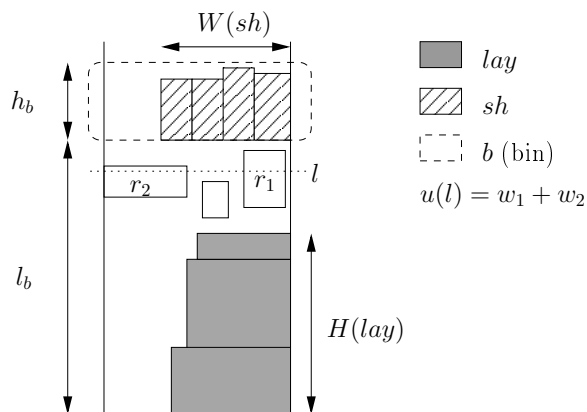 W(sh)
h_b
lay
sh
b (bin)
r_1
l
r_2
u(l) = w_1 + w_2
l_b
H(lay)